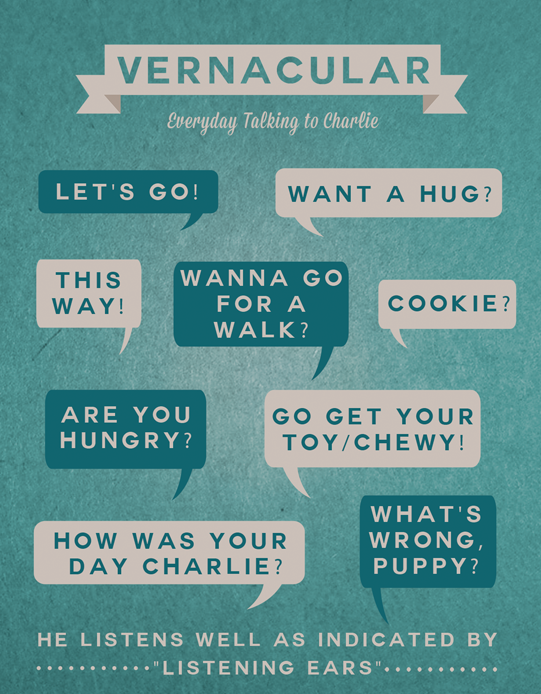 VERNACULAR
Everyday Talking to Charlie
LET'S GO!
WANT A HUG?
THIS
WAY!
WANNA GO
FOR A
WALK?
COOKIE?
ARE YOU
HUNGRY?
GO GET YOUR
TOY/CHEWY!
HOW WAS YOUR
DAY CHARLIE?
WHAT'S
WRONG,
PUPPY?
HE LISTENS WELL AS INDICATED BY
"LISTENING EARS"